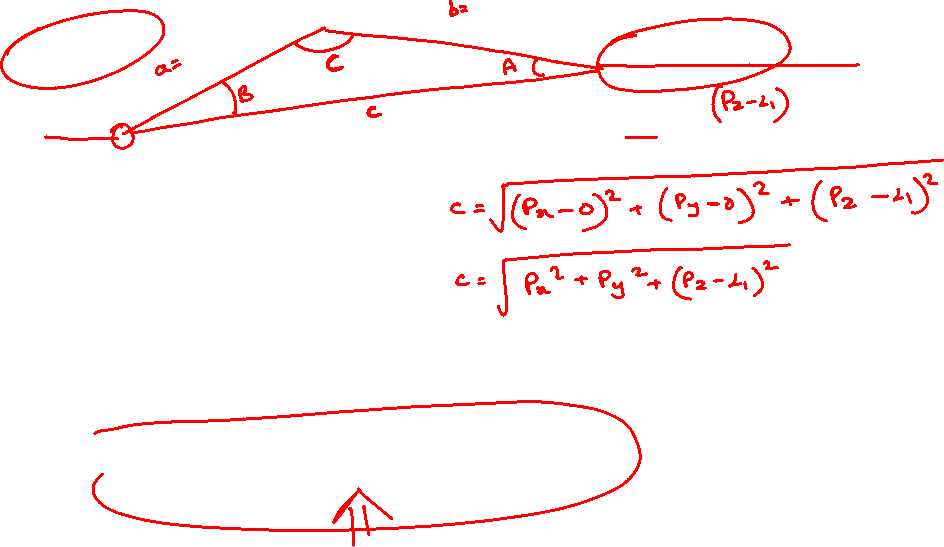 b=
a=
C
A
B
c
(P₂-L₁)
c = √(Px-0)² + (Py-0)² + (P₂-L₁)²
c = √Px² + Py² + (P₂-L₁)²